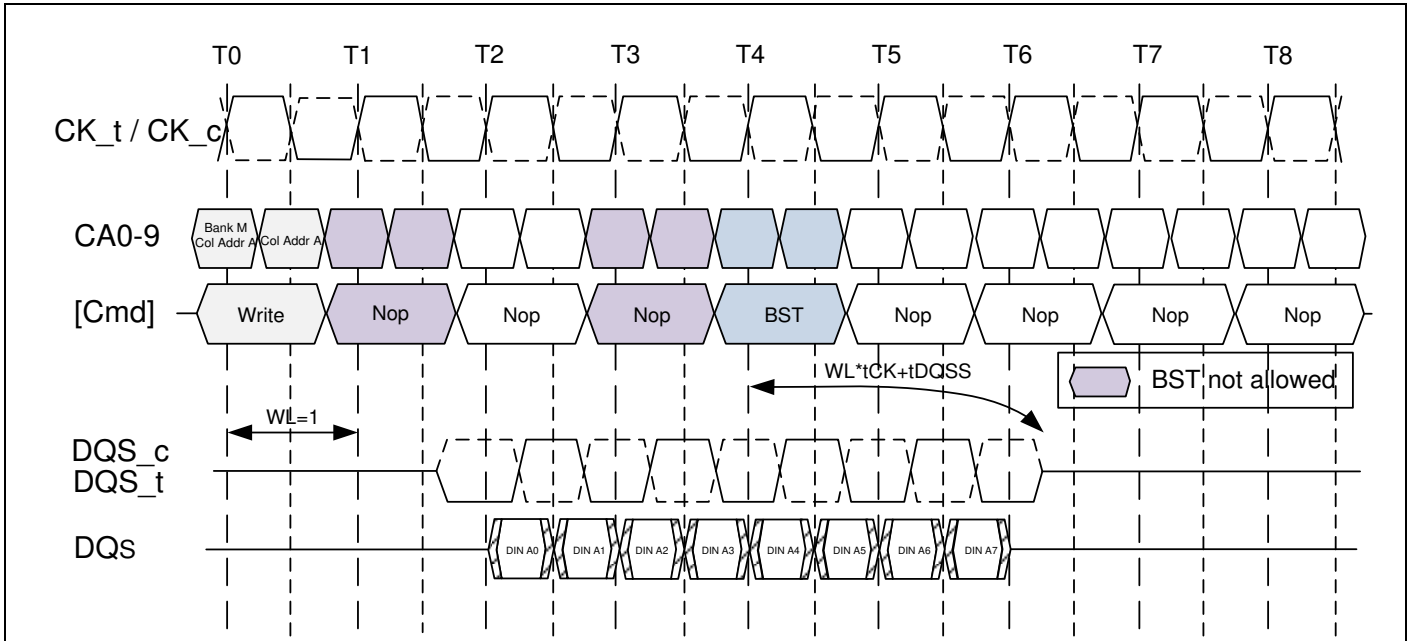 T0 T1 T2 T3 T4 T5 T6 T7 T8
CK_t / CK_c
CA0-9 Bank M
Col Addr A Col Addr A
[Cmd] Write Nop Nop Nop BST Nop Nop Nop Nop
WL*tCK+tDQSS
BST not allowed
WL=1
DQS_c
DQS_t
DQs DIN A0 DIN A1 DIN A2 DIN A3 DIN A4 DIN A5 DIN A6 DIN A7